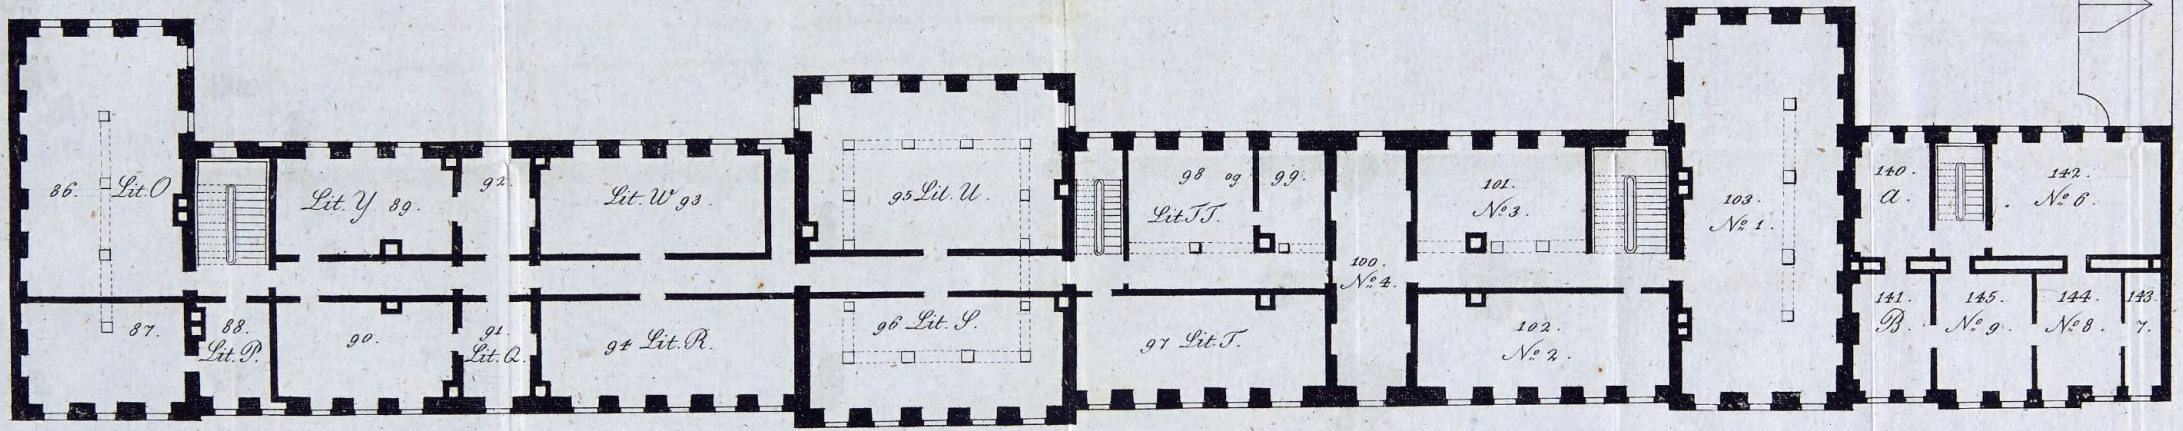 86. Lit. O
87.
88.
Lit. P.
Lit. Y 89.
90.
92.
91.
Lit. Q.
Lit. W 93.
94 Lit. R.
95 Lit. U.
96 Lit. S.
98 og 99.
Lit. TT.
97 Lit. T.
100.
No. 4.
101.
No. 3.
102.
No. 2.
103.
No. 1.
140.
a.
141.
B.
142.
No. 6.
145.
No. 9.
144.
No. 8.
143.
7.